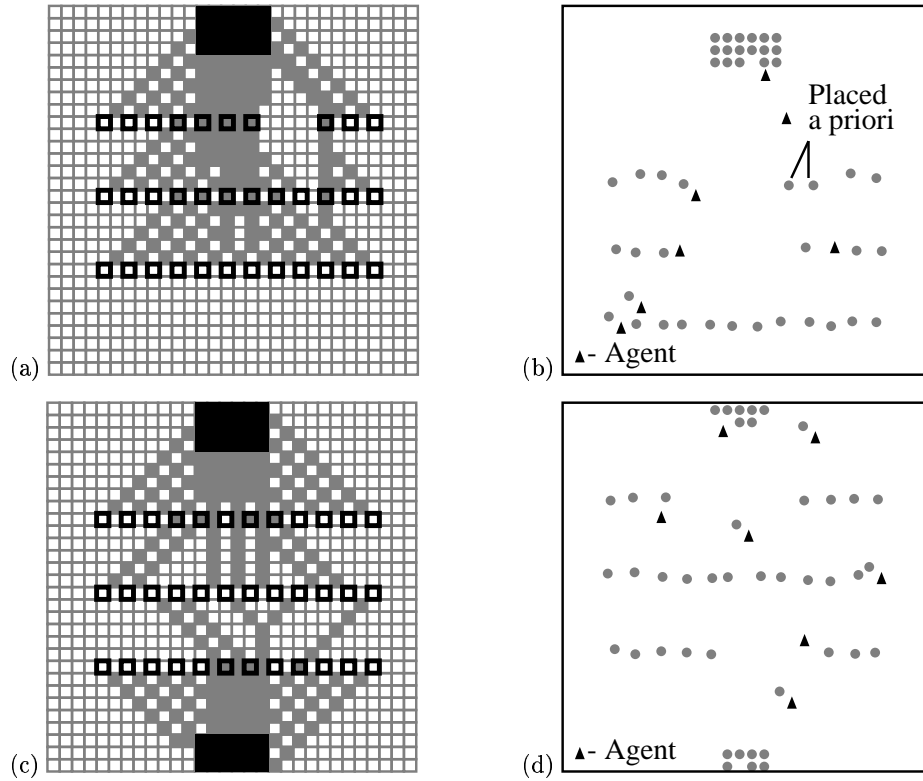 Placed
a priori
(a)
(b)
▲- Agent
(c)
(d)
▲- Agent